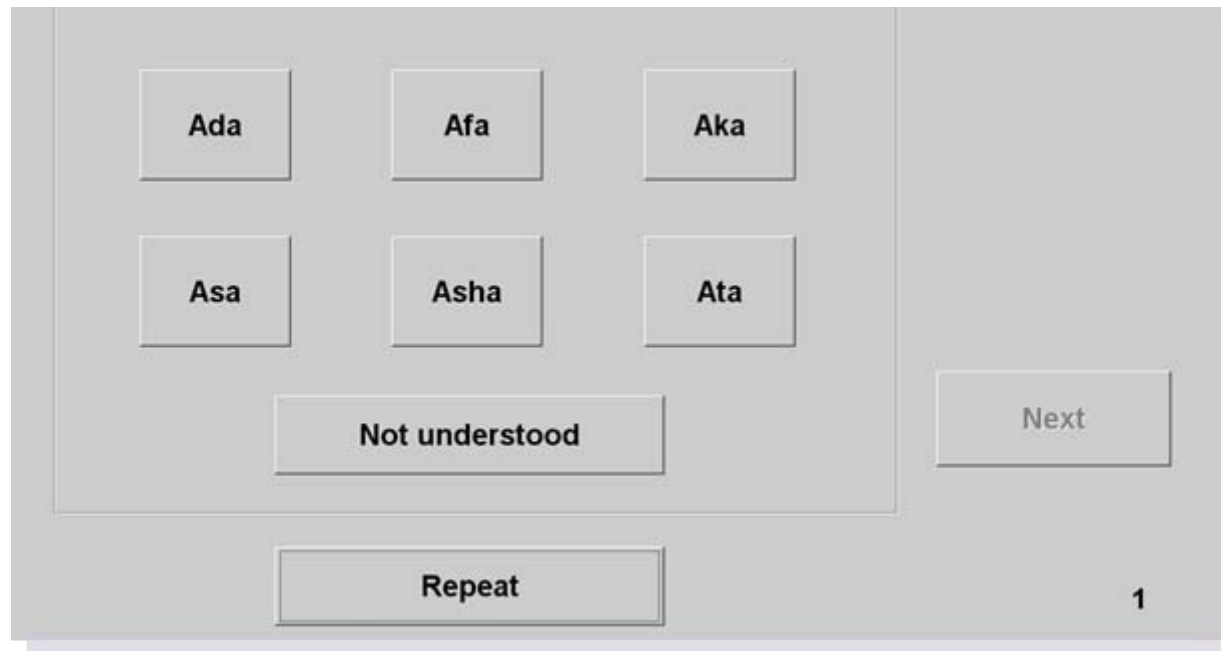 Ada Afa Aka
Asa Asha Ata
Not understood
Next
Repeat
1